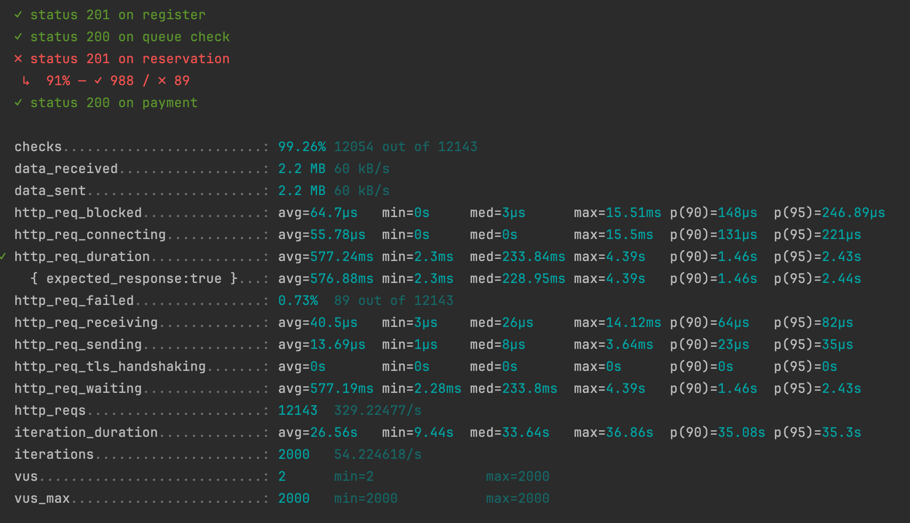 ✓ status 201 on register
✓ status 200 on queue check
✗ status 201 on reservation
↳ 91% — ✓ 988 / ✗ 89
✓ status 200 on payment
checks.........................: 99.26% 12054 out of 12143
data_received..................: 2.2 MB 60 kB/s
data_sent......................: 2.2 MB 60 kB/s
http_req_blocked...............: avg=64.7µs min=0s med=3µs max=15.51ms p(90)=148µs p(95)=246.89µs
http_req_connecting............: avg=55.78µs min=0s med=0s max=15.5ms p(90)=131µs p(95)=221µs
✓ http_req_duration..............: avg=577.24ms min=2.3ms med=233.84ms max=4.39s p(90)=1.46s p(95)=2.43s
{ expected_response:true }...: avg=576.88ms min=2.3ms med=228.95ms max=4.39s p(90)=1.46s p(95)=2.44s
http_req_failed................: 0.73% 89 out of 12143
http_req_receiving.............: avg=40.5µs min=3µs med=26µs max=14.12ms p(90)=64µs p(95)=82µs
http_req_sending...............: avg=13.69µs min=1µs med=8µs max=3.64ms p(90)=23µs p(95)=35µs
http_req_tls_handshaking.......: avg=0s min=0s med=0s max=0s p(90)=0s p(95)=0s
http_req_waiting...............: avg=577.19ms min=2.28ms med=233.8ms max=4.39s p(90)=1.46s p(95)=2.43s
http_reqs......................: 12143 329.22477/s
iteration_duration.............: avg=26.56s min=9.44s med=33.64s max=36.86s p(90)=35.08s p(95)=35.3s
iterations.....................: 2000 54.224618/s
vus............................: 2 min=2 max=2000
vus_max........................: 2000 min=2000 max=2000